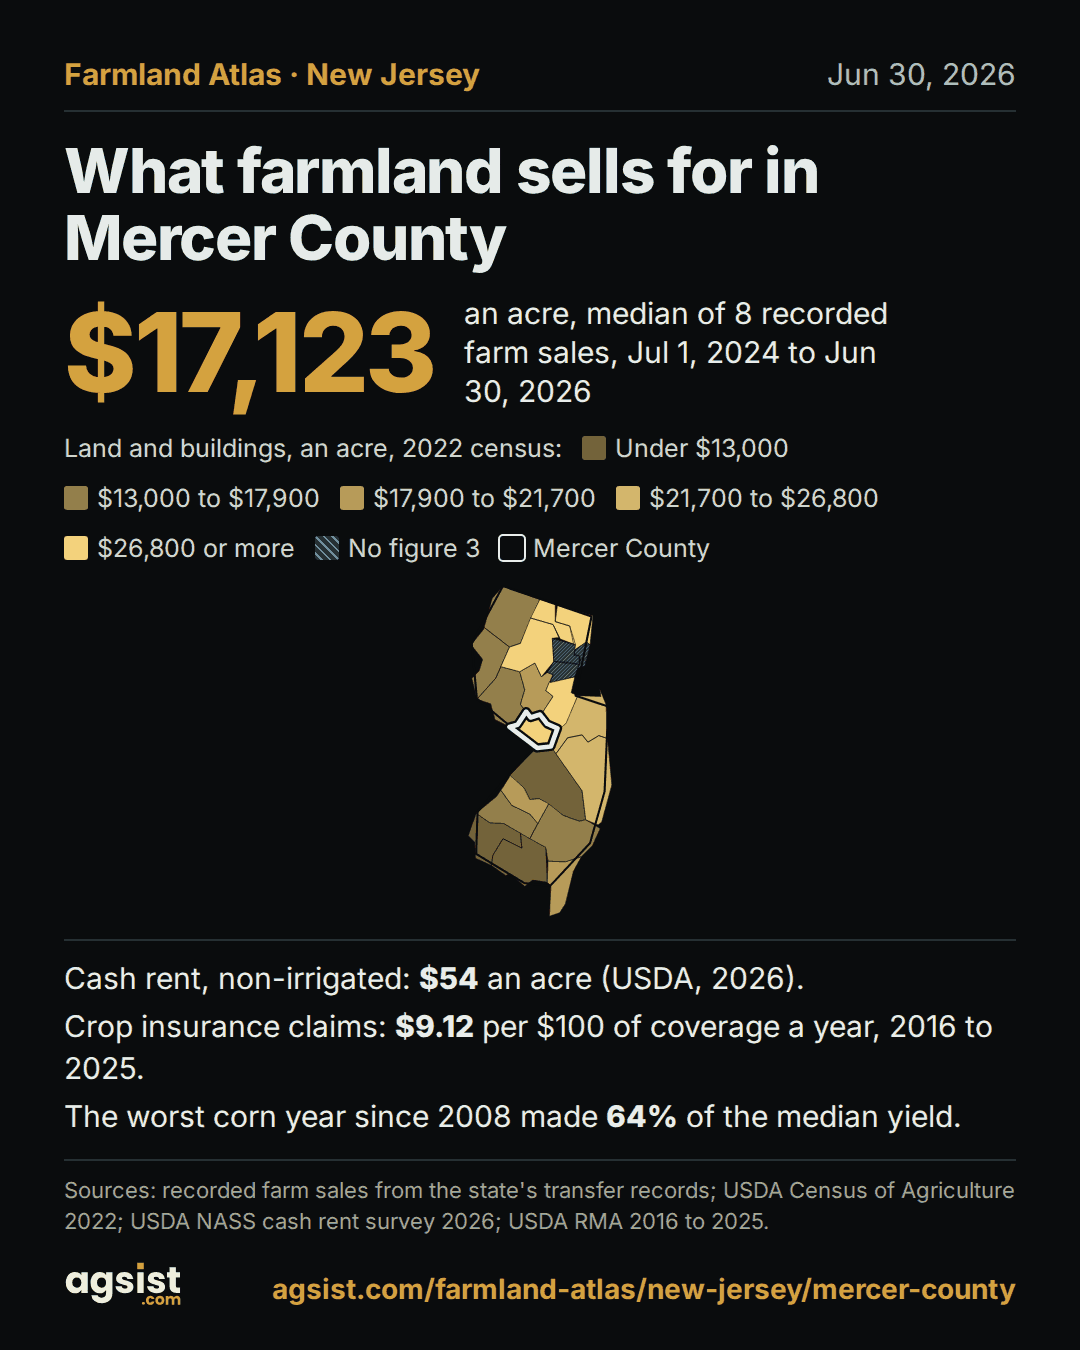 Farmland Atlas · New Jersey
Jun 30, 2026
What farmland sells for in
Mercer County
$17,123
an acre, median of 8 recorded
farm sales, Jul 1, 2024 to Jun
30, 2026
Land and buildings, an acre, 2022 census: Under $13,000
$13,000 to $17,900 $17,900 to $21,700 $21,700 to $26,800
$26,800 or more No figure 3 Mercer County
Cash rent, non-irrigated: $54 an acre (USDA, 2026).
Crop insurance claims: $9.12 per $100 of coverage a year, 2016 to
2025.
The worst corn year since 2008 made 64% of the median yield.
Sources: recorded farm sales from the state's transfer records; USDA Census of Agriculture
2022; USDA NASS cash rent survey 2026; USDA RMA 2016 to 2025.
agsist
.com
agsist.com/farmland-atlas/new-jersey/mercer-county